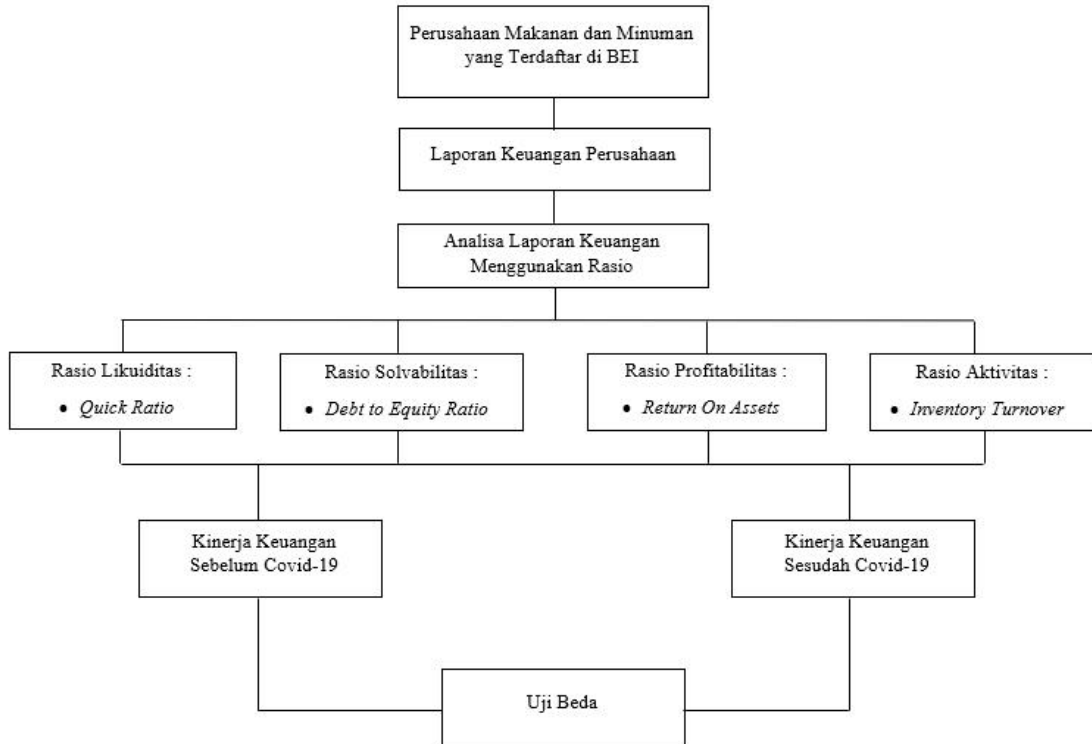 Perusahaan Makanan dan Minuman
yang Terdaftar di BEI
Laporan Keuangan Perusahaan
Analisa Laporan Keuangan
Menggunakan Rasio
Rasio Likuiditas :
• Quick Ratio
Rasio Solvabilitas :
• Debt to Equity Ratio
Rasio Profitabilitas :
• Return On Assets
Rasio Aktivitas :
• Inventory Turnover
Kinerja Keuangan
Sebelum Covid-19
Kinerja Keuangan
Sesudah Covid-19
Uji Beda